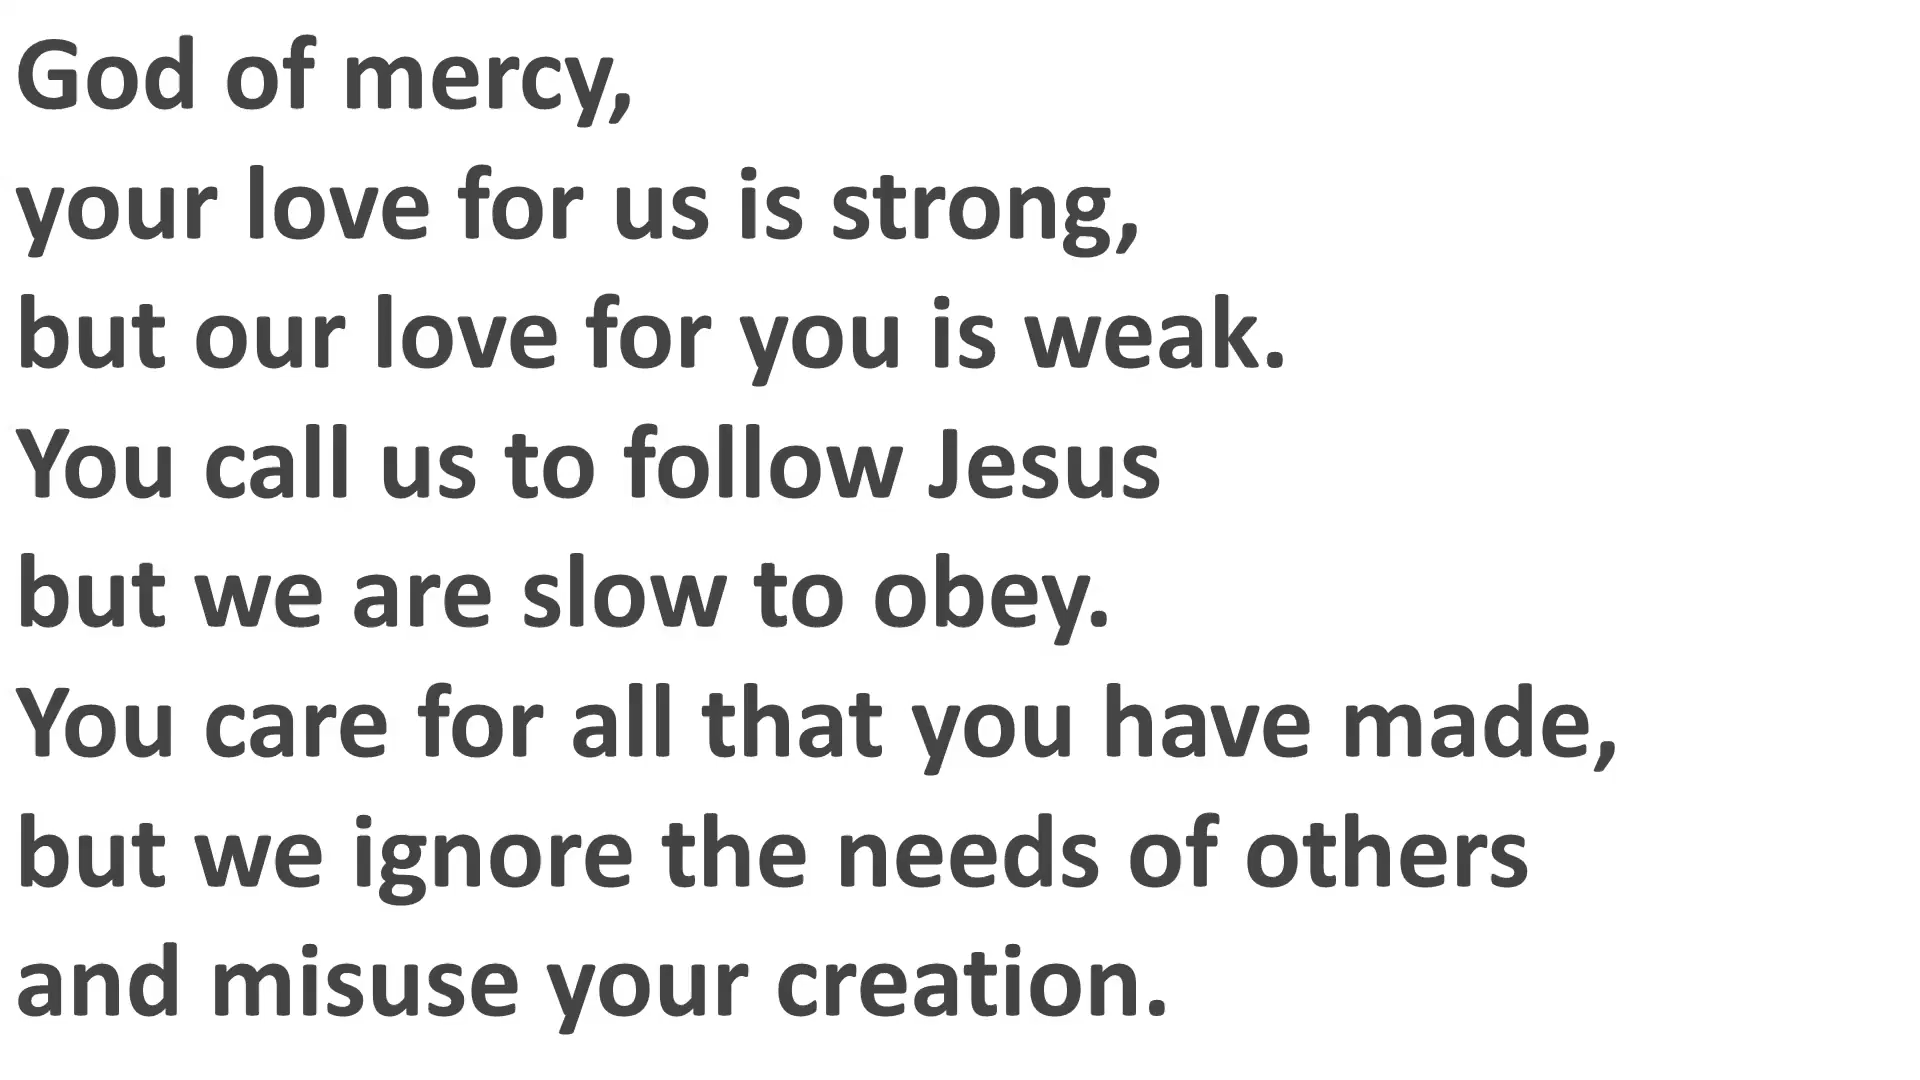 God of mercy,
your love for us is strong,
but our love for you is weak.
You call us to follow Jesus
but we are slow to obey.
You care for all that you have made,
but we ignore the needs of others
and misuse your creation.